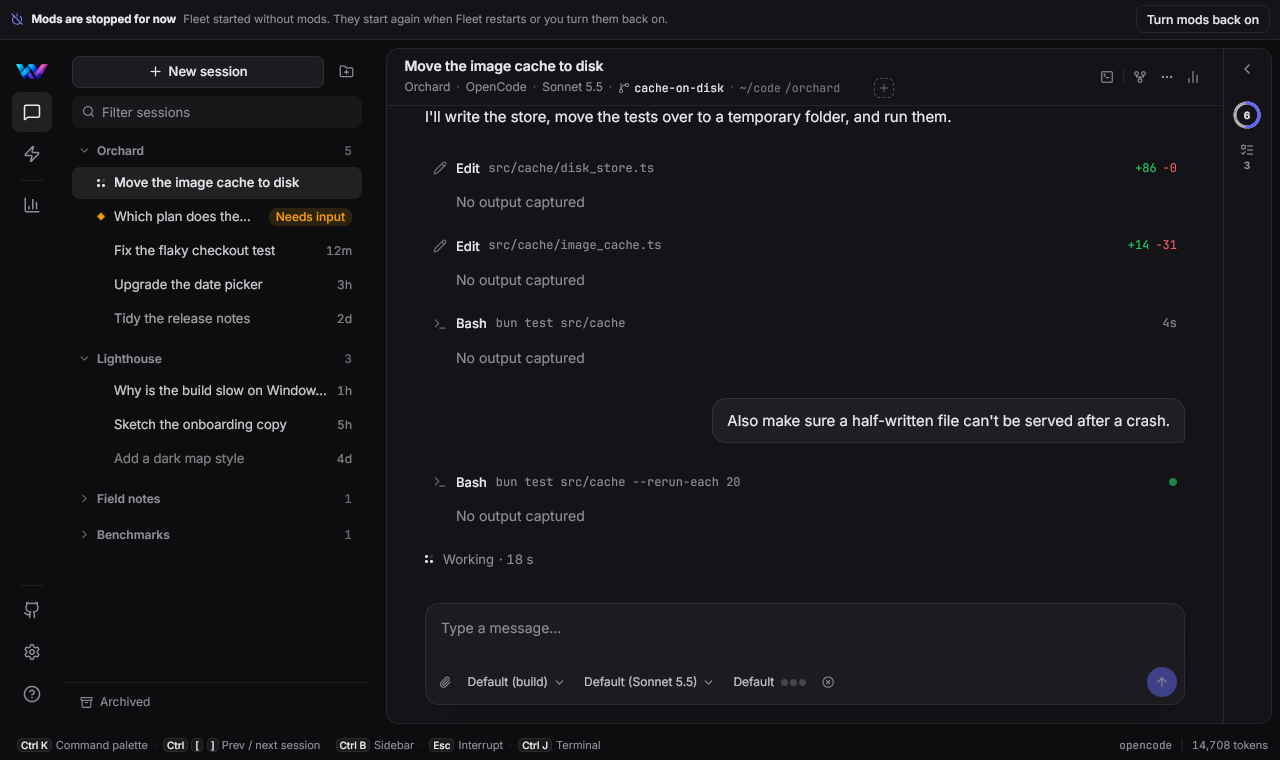 Mods are stopped for now Fleet started without mods. They start again when Fleet restarts or you turn them back on.
Turn mods back on
New session
Search sessions
Orchard 5
Move the image cache to disk
Which plan does the... Needs input
Fix the flaky checkout test 12m
Upgrade the date picker 3h
Tidy the release notes 2d
Lighthouse 3
Why is the build slow on Window... 1h
Sketch the onboarding copy 5h
Add a dark map style 4d
Field notes 1
Benchmarks 1
Archived
Move the image cache to disk
Orchard · OpenCode · Sonnet 5.5 · cache-on-disk · ~/code/orchard
I'll write the store, move the tests over to a temporary folder, and run them.
Edit src/cache/disk_store.ts +86 -0
No output captured
Edit src/cache/image_cache.ts +14 -31
No output captured
Bash bun test src/cache 4s
No output captured
Also make sure a half-written file can't be served after a crash.
Bash bun test src/cache --rerun-each 20
No output captured
Working · 18 s
Type a message...
Default (build) Default (Sonnet 5.5) Default
6
3
Ctrl K Command palette · Ctrl [ ] Prev / next session · Ctrl B Sidebar · Esc Interrupt · Ctrl J Terminal
opencode 14,708 tokens